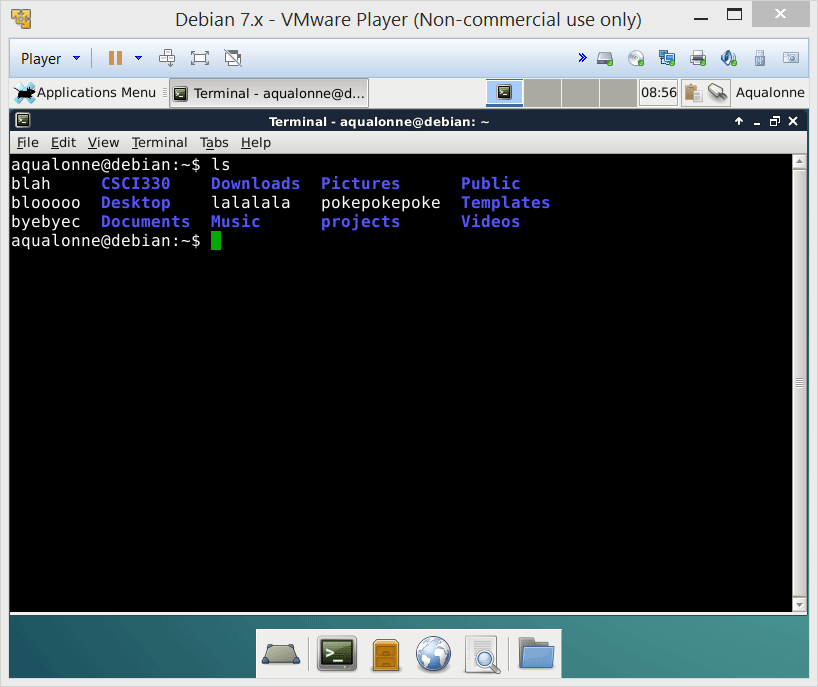 Debian 7.x - VMware Player (Non-commercial use only)
Player
Applications Menu Terminal - aqualonne@d... 08:56 Aqualonne
Terminal - aqualonne@debian: ~
File Edit View Terminal Tabs Help
aqualonne@debian:~$ ls
blah CSCI330 Downloads Pictures Public
blooooo Desktop lalalala pokepokepoke Templates
byebyec Documents Music projects Videos
aqualonne@debian:~$